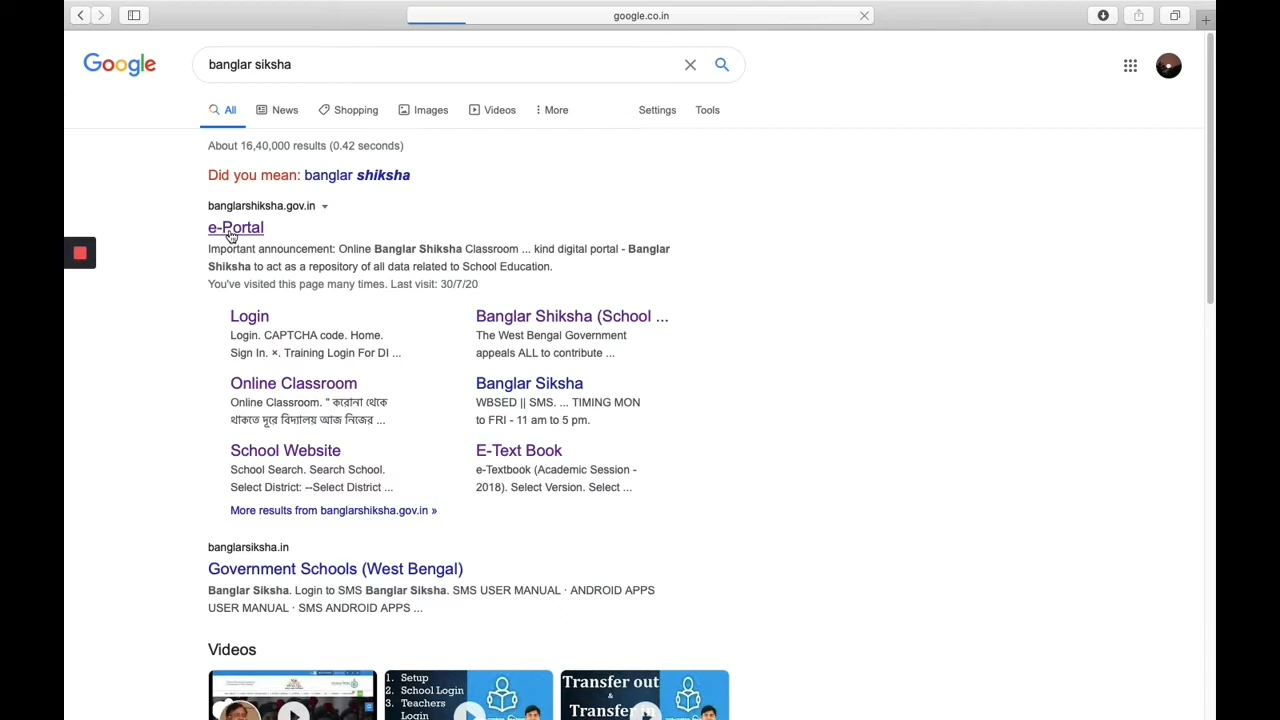 google.co.in
Google
banglar siksha
All
News
Shopping
Images
Videos
More
Settings
Tools
About 16,40,000 results (0.42 seconds)
Did you mean: banglar shiksha
banglarshiksha.gov.in
e-Portal
Important announcement: Online Banglar Shiksha Classroom ... kind digital portal - Banglar
Shiksha to act as a repository of all data related to School Education.
You've visited this page many times. Last visit: 30/7/20
Login
Login. CAPTCHA code. Home.
Sign In. ×. Training Login For DI ...
Banglar Shiksha (School ...
The West Bengal Government
appeals ALL to contribute ...
Online Classroom
Online Classroom. " করোনা থেকে
থাকতে দূরে বিদ্যালয় আজ নিজের ...
Banglar Siksha
WBSED || SMS. ... TIMING MON
to FRI - 11 am to 5 pm.
School Website
School Search. Search School.
Select District: --Select District ...
E-Text Book
e-Textbook (Academic Session -
2018). Select Version. Select ...
More results from banglarshiksha.gov.in »
banglarsiksha.in
Government Schools (West Bengal)
Banglar Siksha. Login to SMS Banglar Siksha. SMS USER MANUAL · ANDROID APPS
USER MANUAL · SMS ANDROID APPS ...
Videos
1. Setup
2. School Login
3. Teachers
Login
Transfer out
&
Transfer in